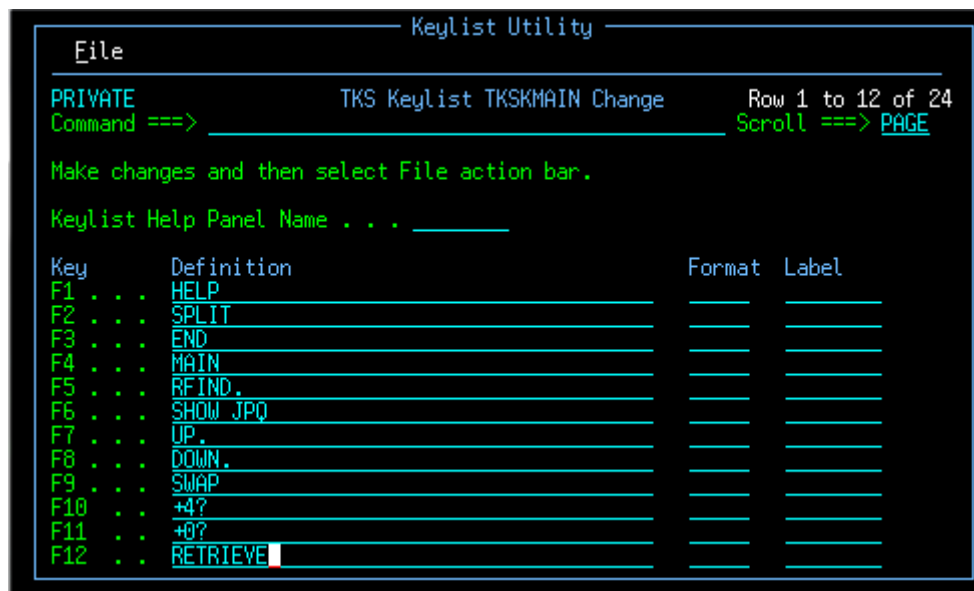 Keylist Utility
File
PRIVATE TKS Keylist TKSKMAIN Change Row 1 to 12 of 24
Command ===> Scroll ===> PAGE
Make changes and then select File action bar.
Keylist Help Panel Name . . .
Key Definition Format Label
F1 . . . HELP
F2 . . . SPLIT
F3 . . . END
F4 . . . MAIN
F5 . . . RFIND.
F6 . . . SHOW JPQ
F7 . . . UP.
F8 . . . DOWN.
F9 . . . SWAP
F10 . . +4?
F11 . . +0?
F12 . . RETRIEVE